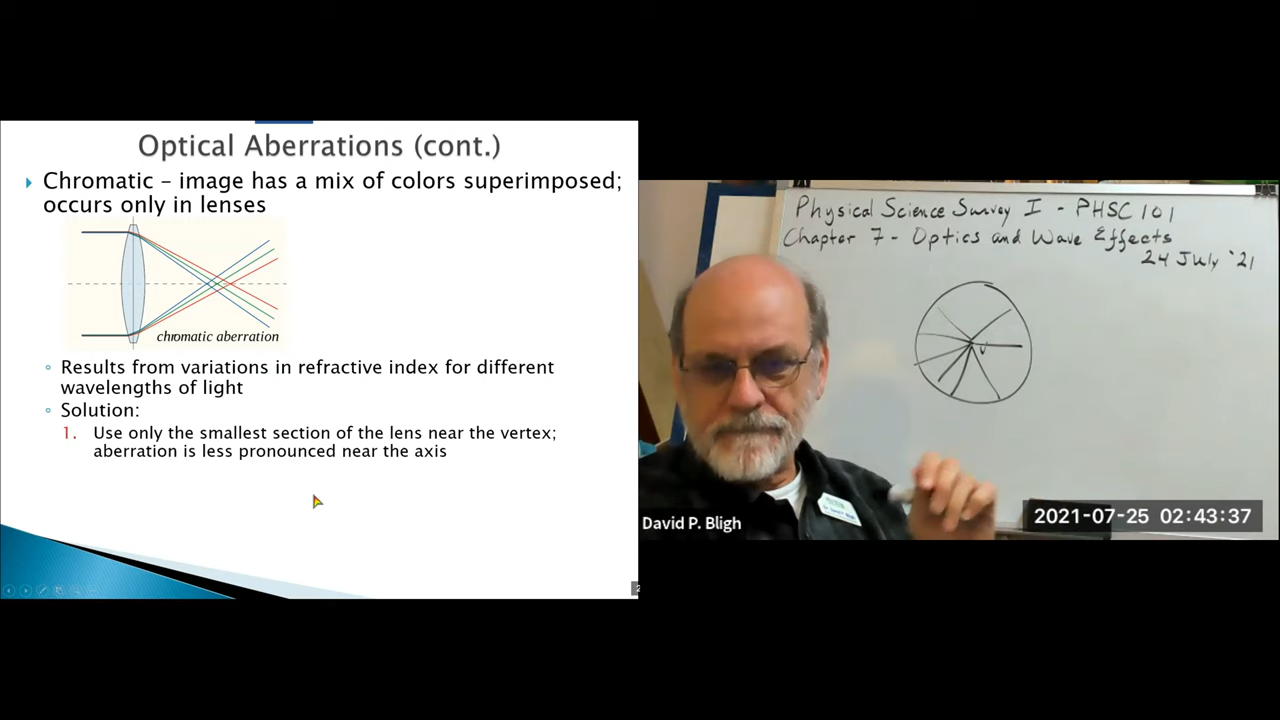 Optical Aberrations (cont.)
Chromatic – image has a mix of colors superimposed;
occurs only in lenses
chromatic aberration
Results from variations in refractive index for different
wavelengths of light
Solution:
1. Use only the smallest section of the lens near the vertex;
aberration is less pronounced near the axis
Physical Science Survey I - PHSC 101
Chapter 7 - Optics and Wave Effects
24 July '21
David P. Bligh
2021-07-25 02:43:37